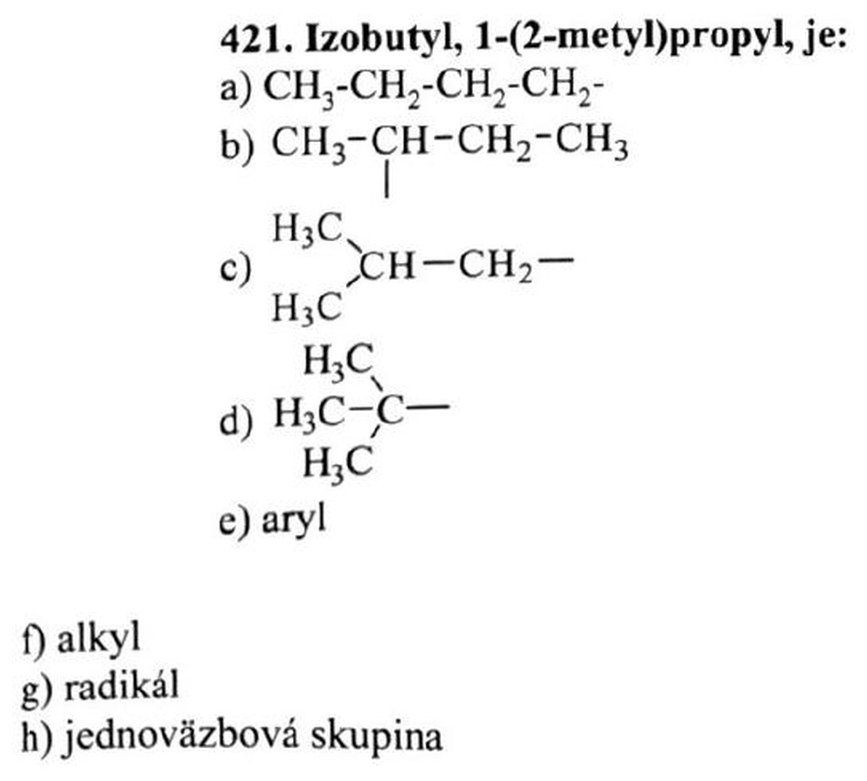 421. Izobutyl, 1-(2-metyl)propyl, je:
a) CH₃-CH₂-CH₂-CH₂-
b) CH₃-CH-CH₂-CH₃
|
H₃C
c) CH-CH₂-
H₃C
H₃C
d) H₃C-C-
H₃C
e) aryl
f) alkyl
g) radikál
h) jednoväzbová skupina